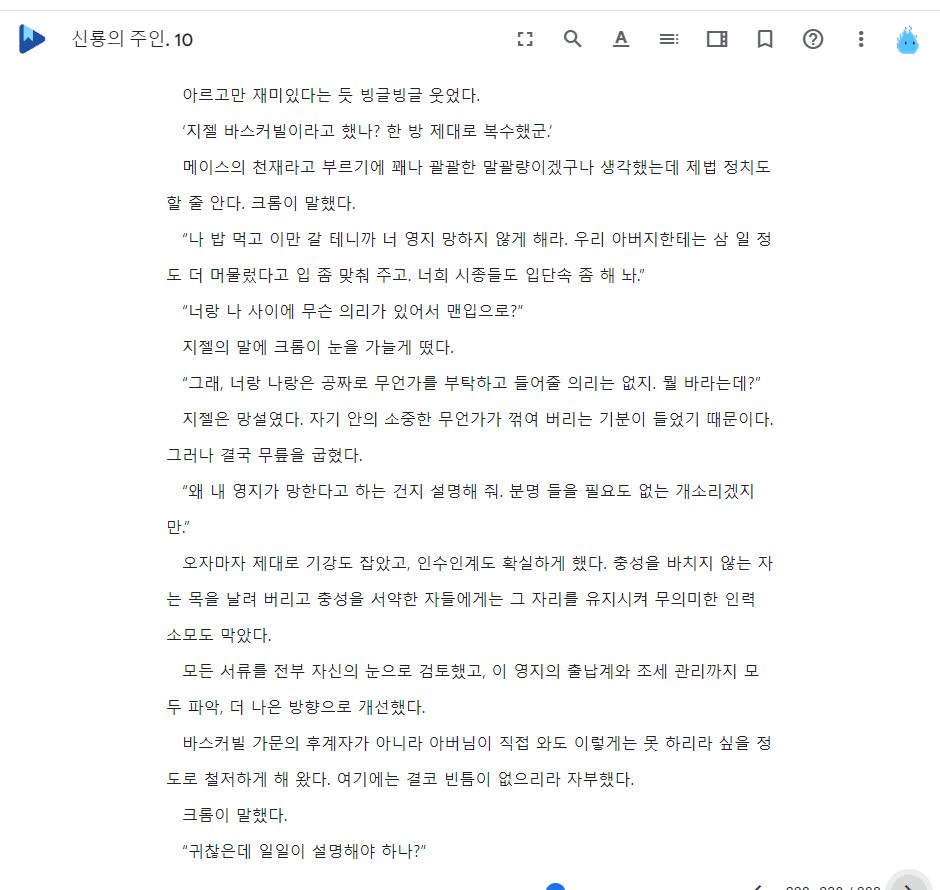 신룡의 주인. 10
아르고만 재미있다는 듯 빙글빙글 웃었다.
‘지젤 바스커빌이라고 했나? 한 방 제대로 복수했군.’
메이스의 천재라고 부르기에 꽤나 괄괄한 말괄량이겠구나 생각했는데 제법 정치도
할 줄 안다. 크롬이 말했다.
“나 밥 먹고 이만 갈 테니까 너 영지 망하지 않게 해라. 우리 아버지한테는 삼 일 정
도 더 머물렀다고 입 좀 맞춰 주고. 너희 시종들도 입단속 좀 해 놔.”
“너랑 나 사이에 무슨 의리가 있어서 맨입으로?”
지젤의 말에 크롬이 눈을 가늘게 떴다.
“그래, 너랑 나랑은 공짜로 무언가를 부탁하고 들어줄 의리는 없지. 뭘 바라는데?”
지젤은 망설였다. 자기 안의 소중한 무언가가 꺾여 버리는 기분이 들었기 때문이다.
그러나 결국 무릎을 굽혔다.
“왜 내 영지가 망한다고 하는 건지 설명해 줘. 분명 들을 필요도 없는 개소리겠지
만.”
오자마자 제대로 기강도 잡았고, 인수인계도 확실하게 했다. 충성을 바치지 않는 자
는 목을 날려 버리고 충성을 서약한 자들에게는 그 자리를 유지시켜 무의미한 인력
소모도 막았다.
모든 서류를 전부 자신의 눈으로 검토했고, 이 영지의 출납계와 조세 관리까지 모
두 파악, 더 나은 방향으로 개선했다.
바스커빌 가문의 후계자가 아니라 아버님이 직접 와도 이렇게는 못 하리라 싶을 정
도로 철저하게 해 왔다. 여기에는 결코 빈틈이 없으리라 자부했다.
크롬이 말했다.
“귀찮은데 일일이 설명해야 하나?”